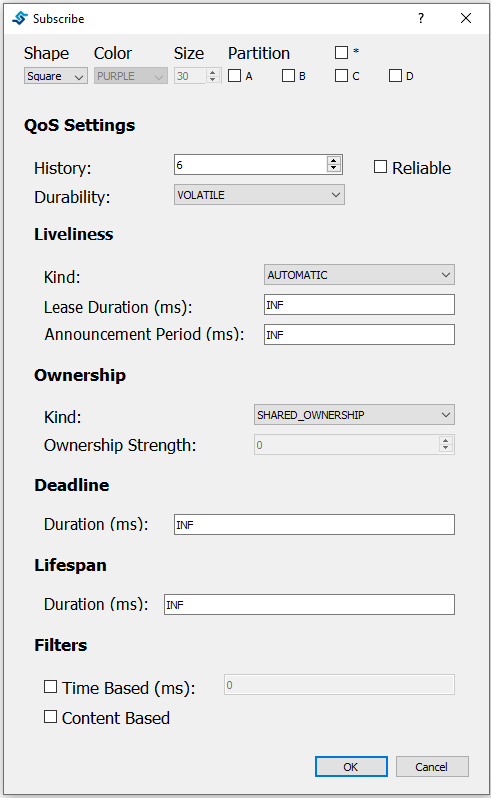 Subscribe ?
Shape Color Size Partition *
Square PURPLE 30 A B C D
QoS Settings
History: 6 Reliable
Durability: VOLATILE
Liveliness
Kind: AUTOMATIC
Lease Duration (ms): INF
Announcement Period (ms): INF
Ownership
Kind: SHARED_OWNERSHIP
Ownership Strength: 0
Deadline
Duration (ms): INF
Lifespan
Duration (ms): INF
Filters
Time Based (ms): 0
Content Based
OK Cancel